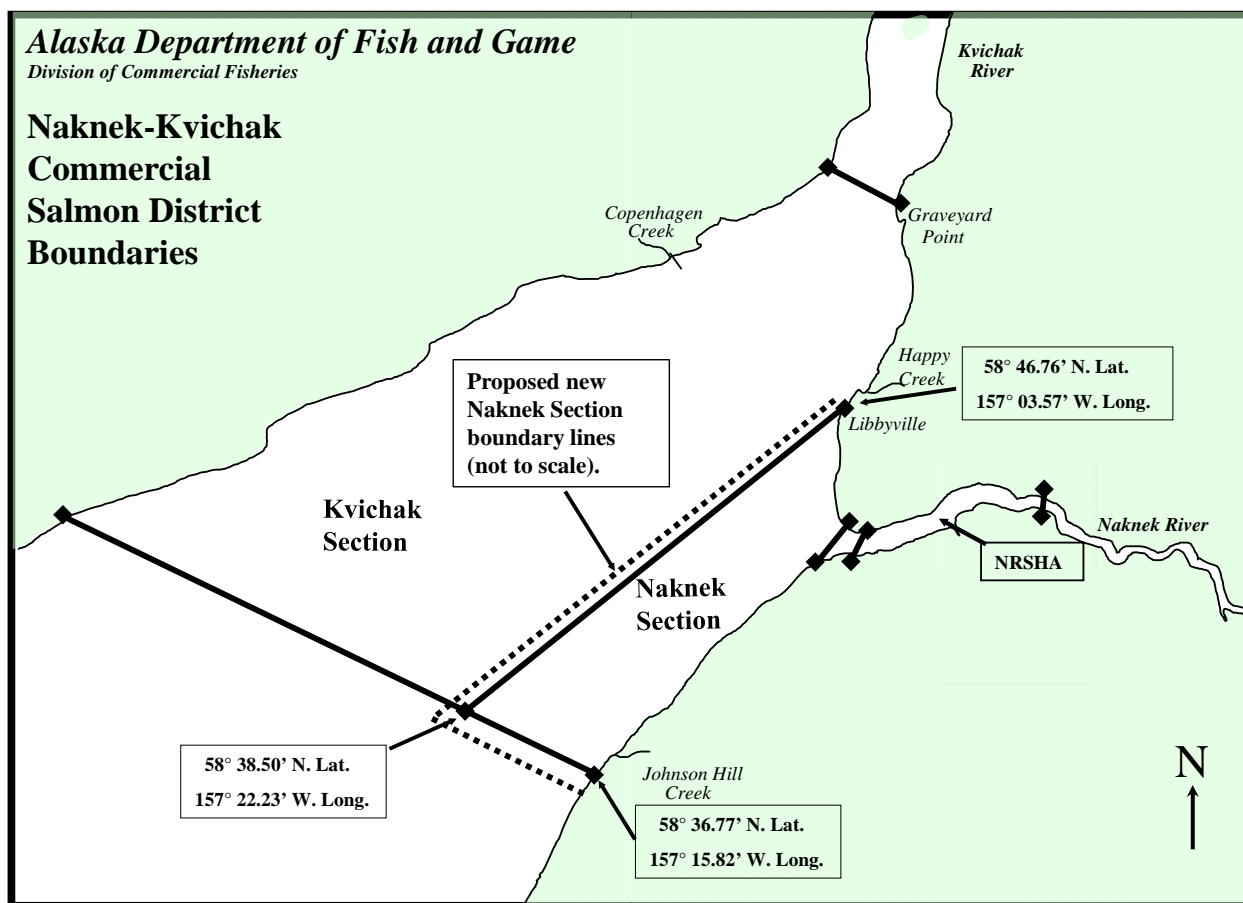 Alaska Department of Fish and Game
Division of Commercial Fisheries
Naknek-Kvichak
Commercial
Salmon District
Boundaries
Kvichak
River
Copenhagen
Creek
Graveyard
Point
Happy
Creek
58° 46.76' N. Lat.
157° 03.57' W. Long.
Libbyville
Proposed new
Naknek Section
boundary lines
(not to scale).
Kvichak
Section
Naknek
Section
Naknek River
NRSHA
58° 38.50' N. Lat.
157° 22.23' W. Long.
Johnson Hill
Creek
58° 36.77' N. Lat.
157° 15.82' W. Long.
N